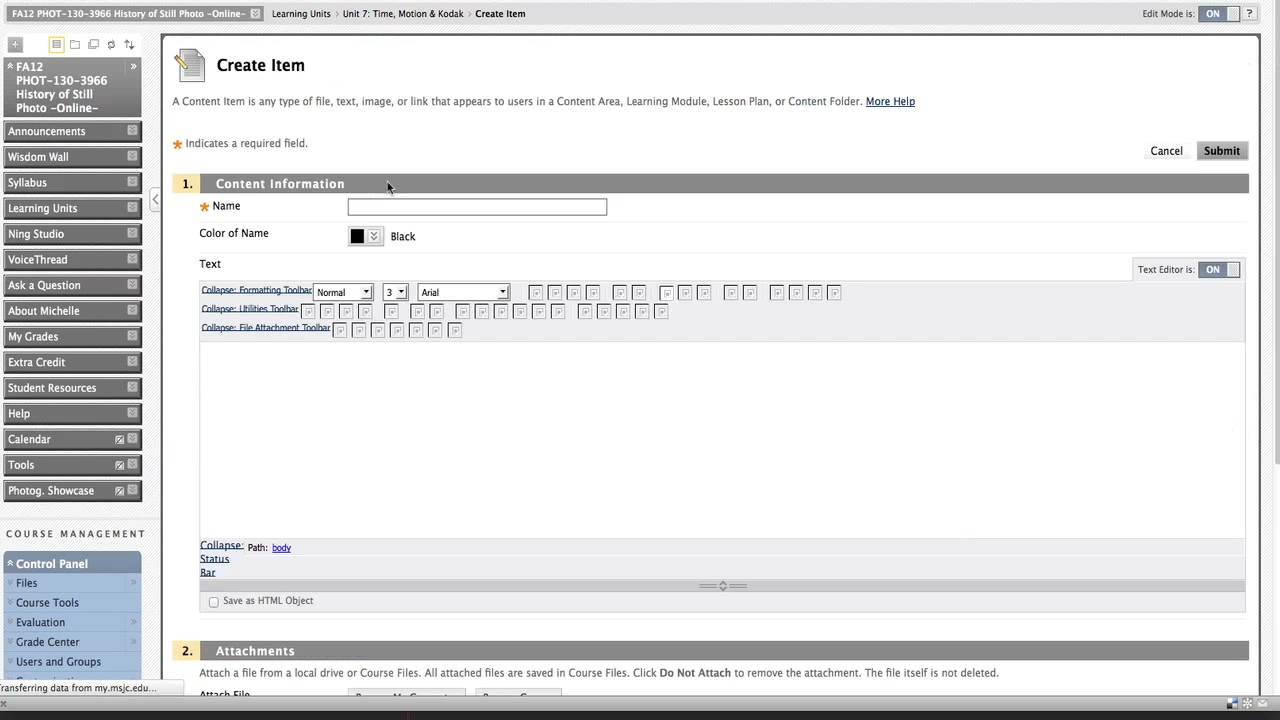 FA12 PHOT-130-3966 History of Still Photo -Online-
Learning Units > Unit 7: Time, Motion & Kodak > Create Item
Edit Mode is: ON ?
FA12
PHOT-130-3966
History of Still
Photo -Online-
Announcements
Wisdom Wall
Syllabus
Learning Units
Ning Studio
VoiceThread
Ask a Question
About Michelle
My Grades
Extra Credit
Student Resources
Help
Calendar
Tools
Photog. Showcase
COURSE MANAGEMENT
Control Panel
Files
Course Tools
Evaluation
Grade Center
Users and Groups
Transferring data from my.msjc.edu...
Create Item
A Content Item is any type of file, text, image, or link that appears to users in a Content Area, Learning Module, Lesson Plan, or Content Folder. More Help
Indicates a required field.
Cancel Submit
1. Content Information
Name
Color of Name Black
Text
Text Editor is: ON
Collapse: Formatting Toolbar Normal 3 Arial
Collapse: Utilities Toolbar
Collapse: File Attachment Toolbar
Collapse: Path: body
Status
Bar
Save as HTML Object
2. Attachments
Attach a file from a local drive or Course Files. All attached files are saved in Course Files. Click Do Not Attach to remove the attachment. The file itself is not deleted.
Attach File